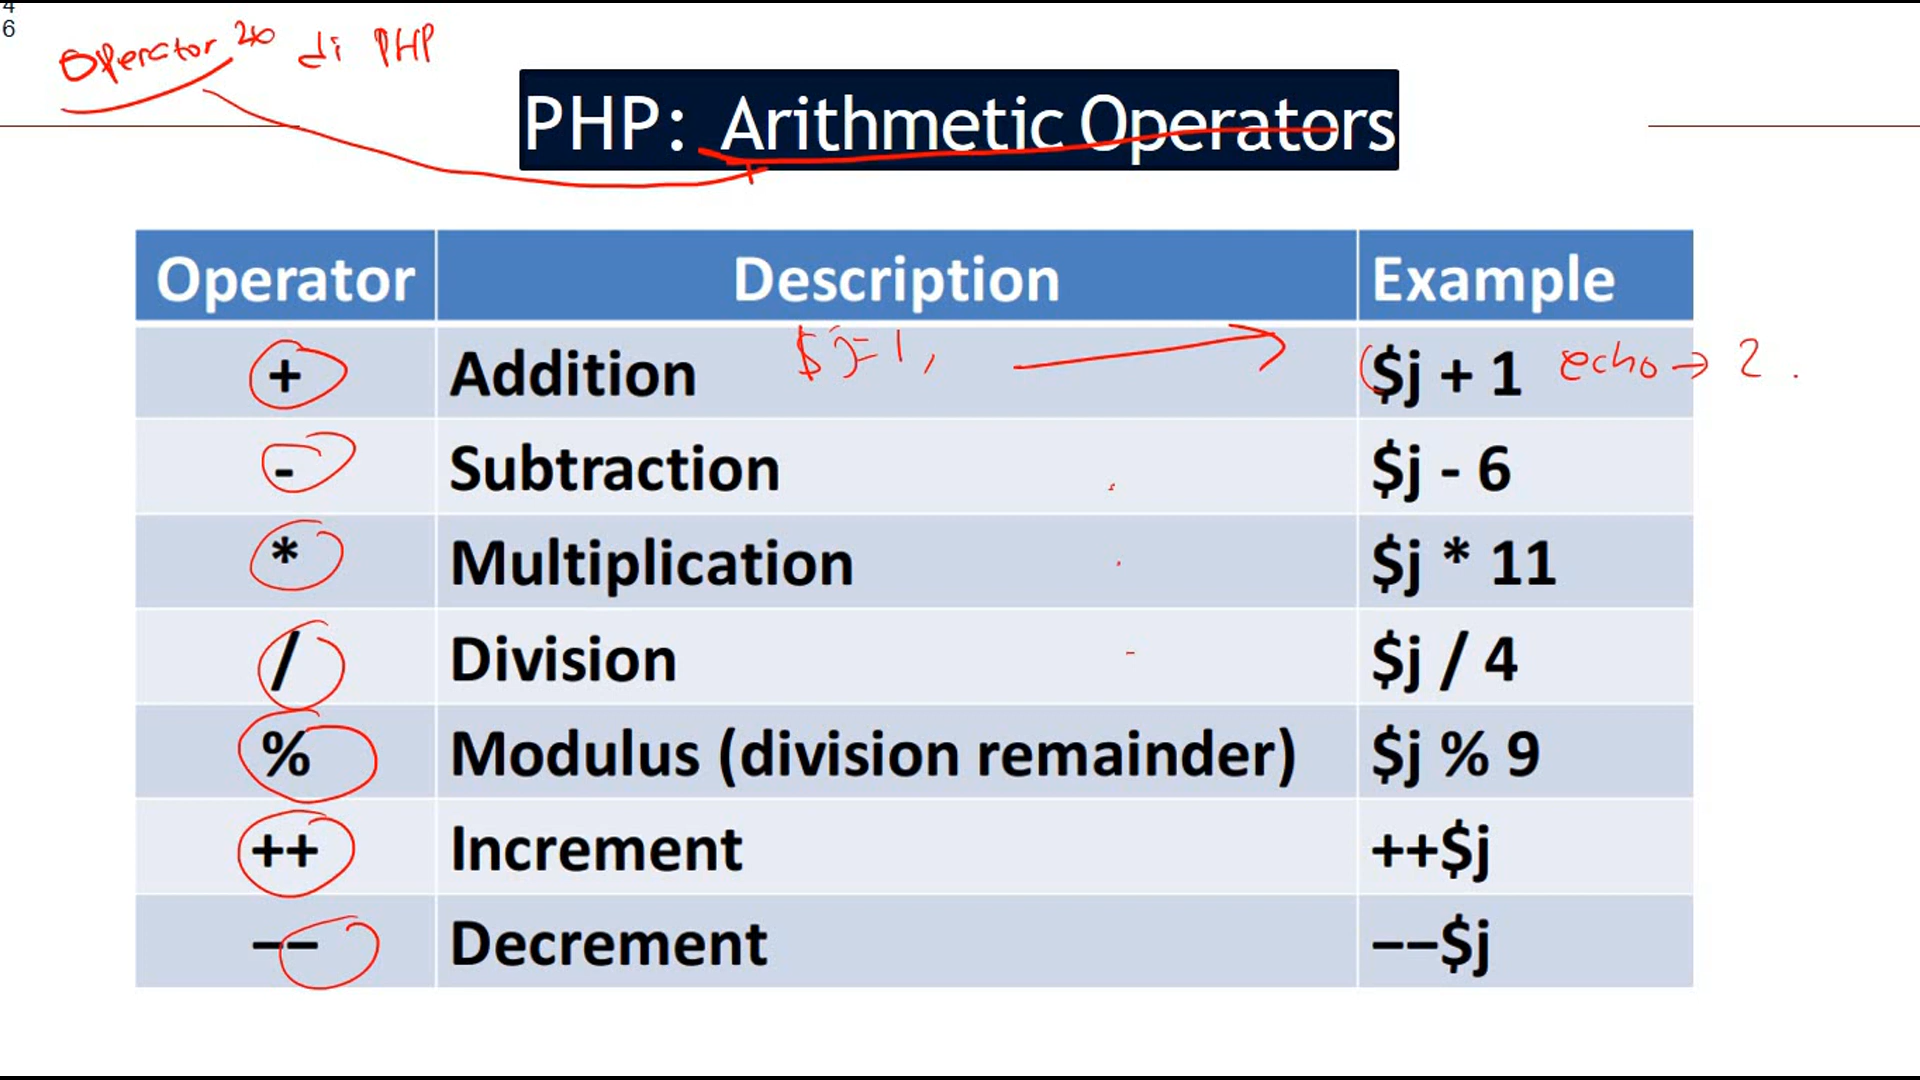 4
6
Operator di PHP
PHP: Arithmetic Operators
Operator Description Example
+ Addition $j=1, $j + 1 echo → 2 .
- Subtraction $j - 6
* Multiplication $j * 11
/ Division $j / 4
% Modulus (division remainder) $j % 9
++ Increment ++$j
−− Decrement −−$j